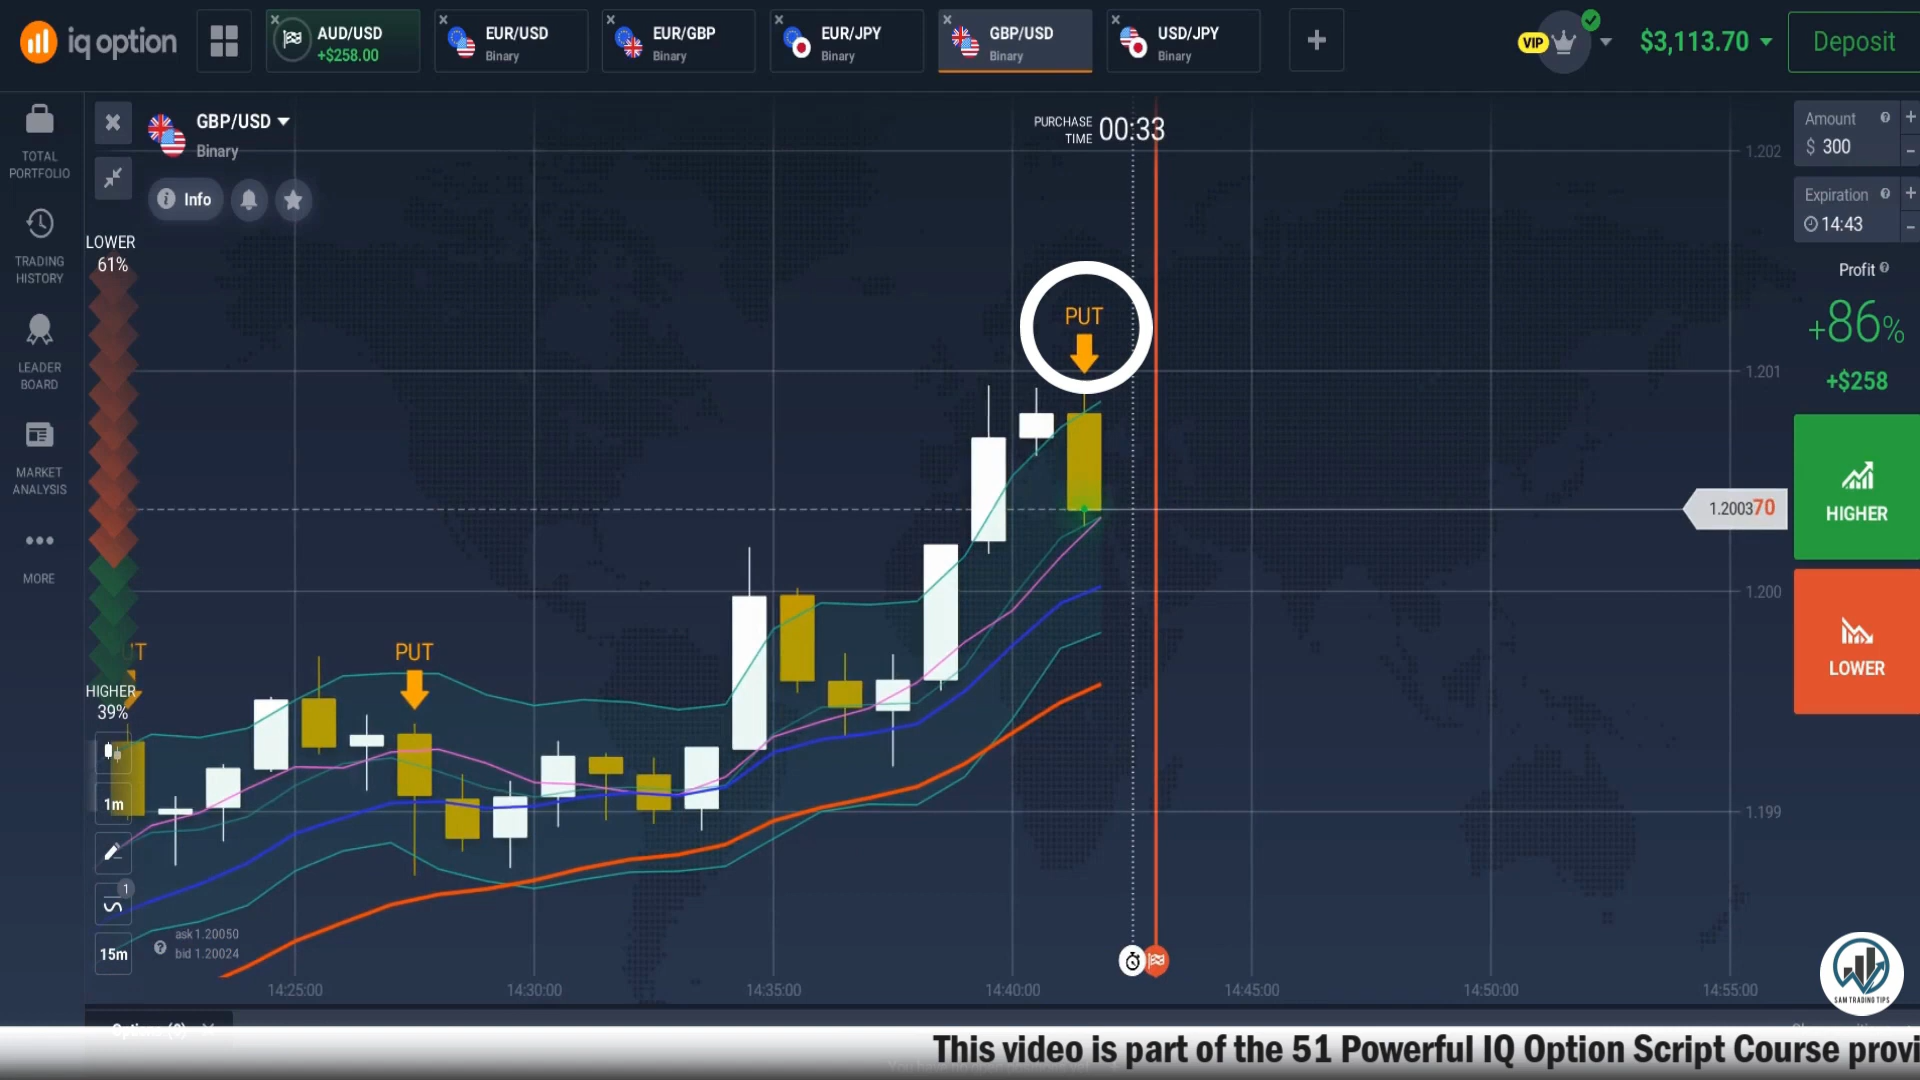 iq option
AUD/USD
+$258.00
EUR/USD
Binary
EUR/GBP
Binary
EUR/JPY
Binary
GBP/USD
Binary
USD/JPY
Binary
VIP
$3,113.70
Deposit
TOTAL
PORTFOLIO
TRADING
HISTORY
LEADER
BOARD
MARKET
ANALYSIS
MORE
GBP/USD
Binary
Info
PURCHASE
TIME
00:33
LOWER
61%
HIGHER
39%
1m
1
15m
ask 1.20050
bid 1.20024
PUT
PUT
1.202
1.201
1.200370
1.200
1.199
14:25:00
14:30:00
14:35:00
14:40:00
14:45:00
14:50:00
14:55:00
Amount
$ 300
Expiration
14:43
Profit
+86%
+$258
HIGHER
LOWER
SAM TRADING TIPS
This video is part of the 51 Powerful IQ Option Script Course provi